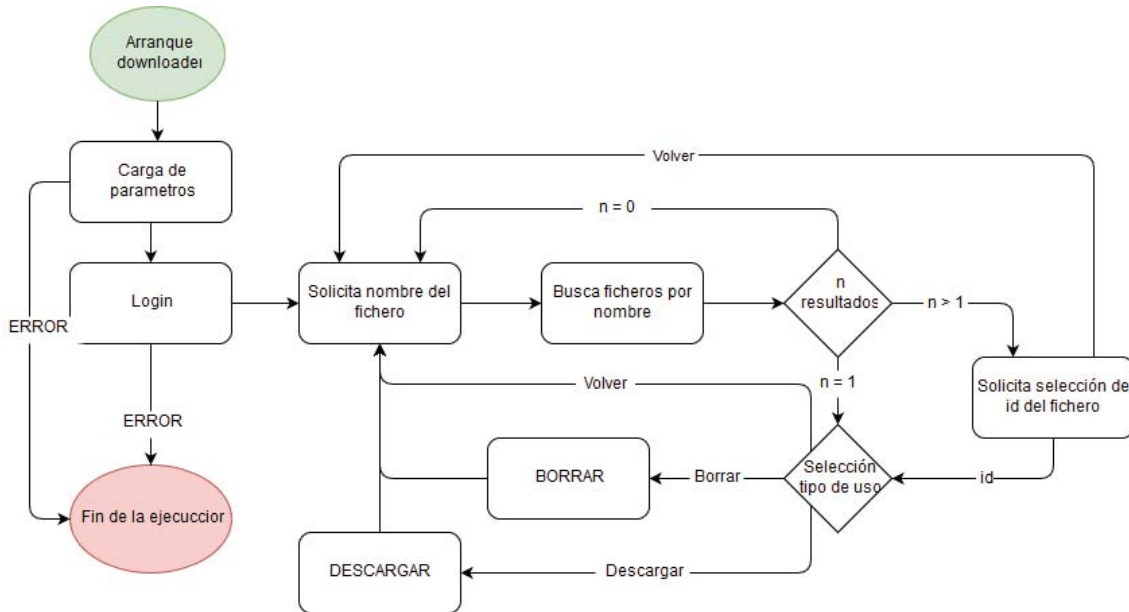 Arranque
downloader
Carga de
parametros
Volver
n = 0
Login
Solicita nombre del
fichero
Busca ficheros por
nombre
n
resultados
n > 1
ERROR
Volver
n = 1
Solicita selección de
id del fichero
ERROR
BORRAR
Borrar
Selección
tipo de uso
id
Fin de la ejecuccior
DESCARGAR
Descargar